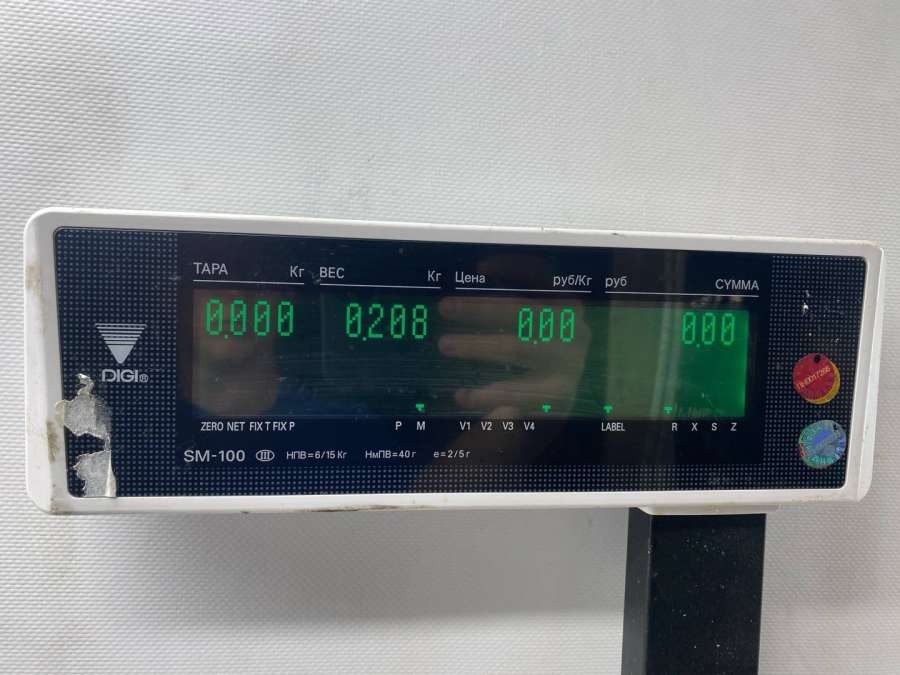 ТАРА Кг ВЕС Кг Цена руб/Кг руб СУММА
0.000 0.208 0.00 0.00
DIGI®
ZERO NET FIX T FIX P P M V1 V2 V3 V4 LABEL R X S Z
SM-100 III НПВ=6/15 Кг НмПВ=40 г е=2/5 г